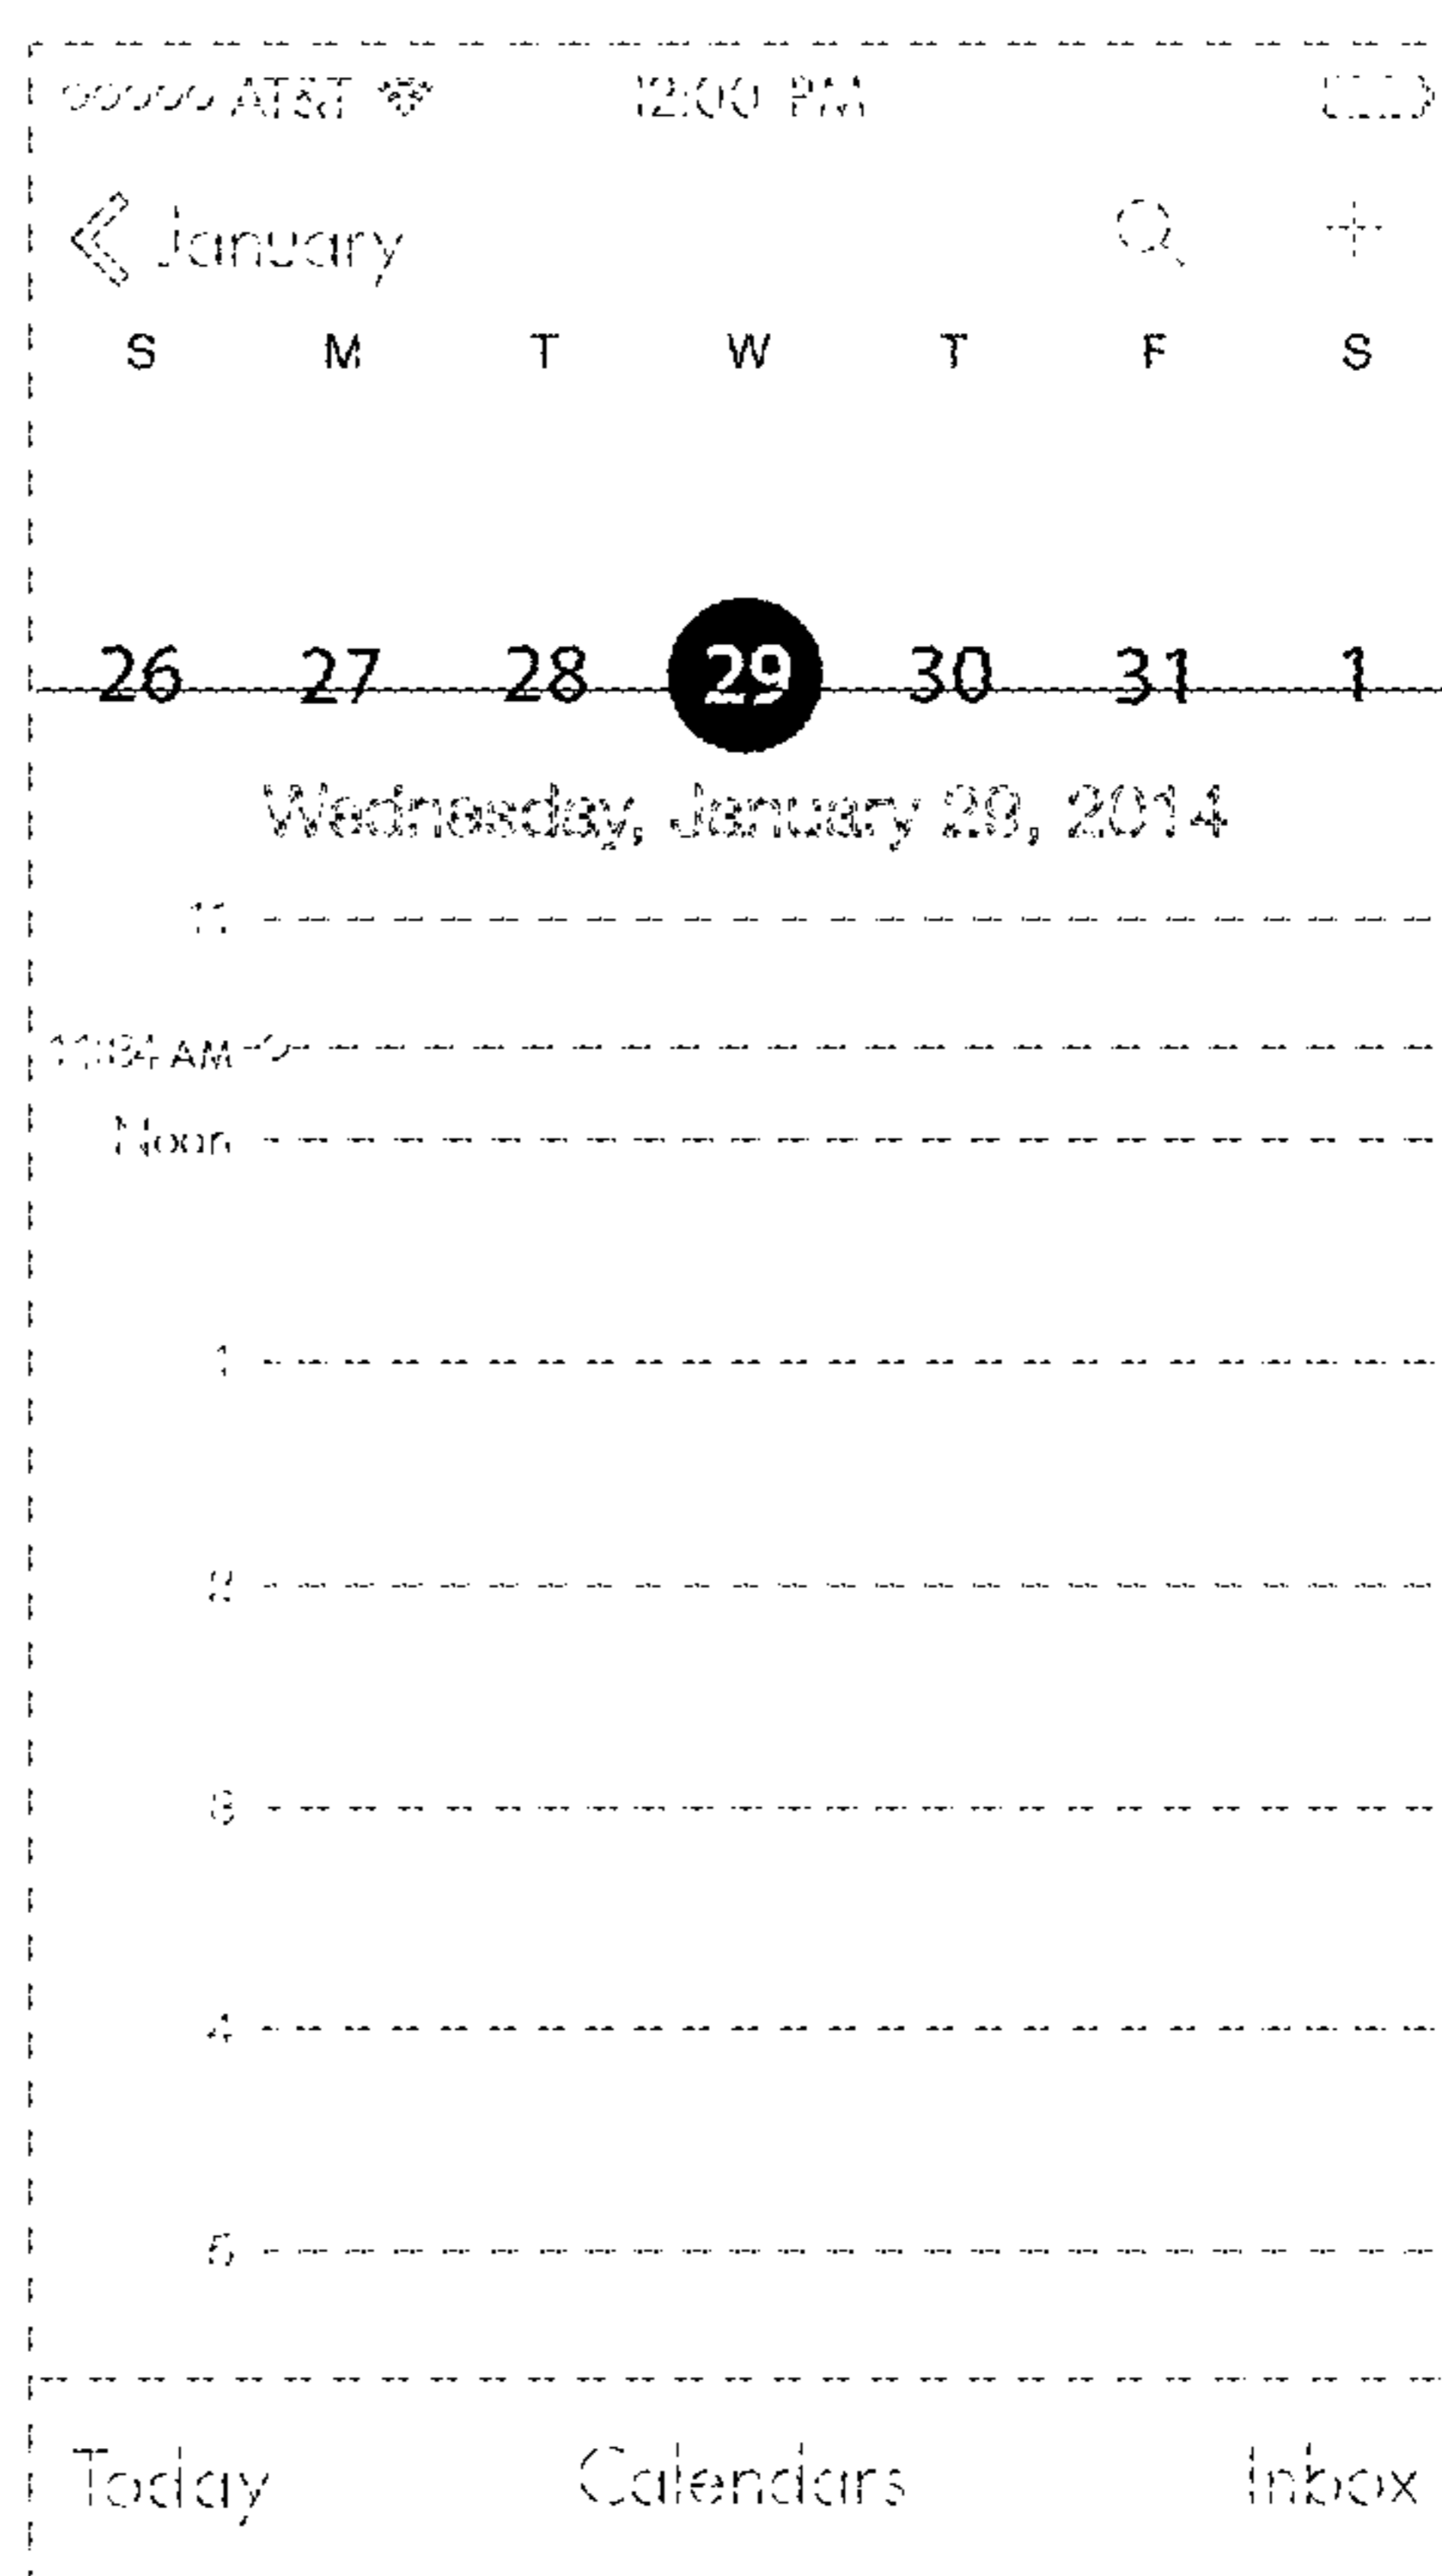 AT&T 12:00 PM
January
S M T W T F S
26 27 28 29 30 31 1
Wednesday, January 29, 2014
11
AM
Noon
1
2
3
4
5
Today Calendars Inbox